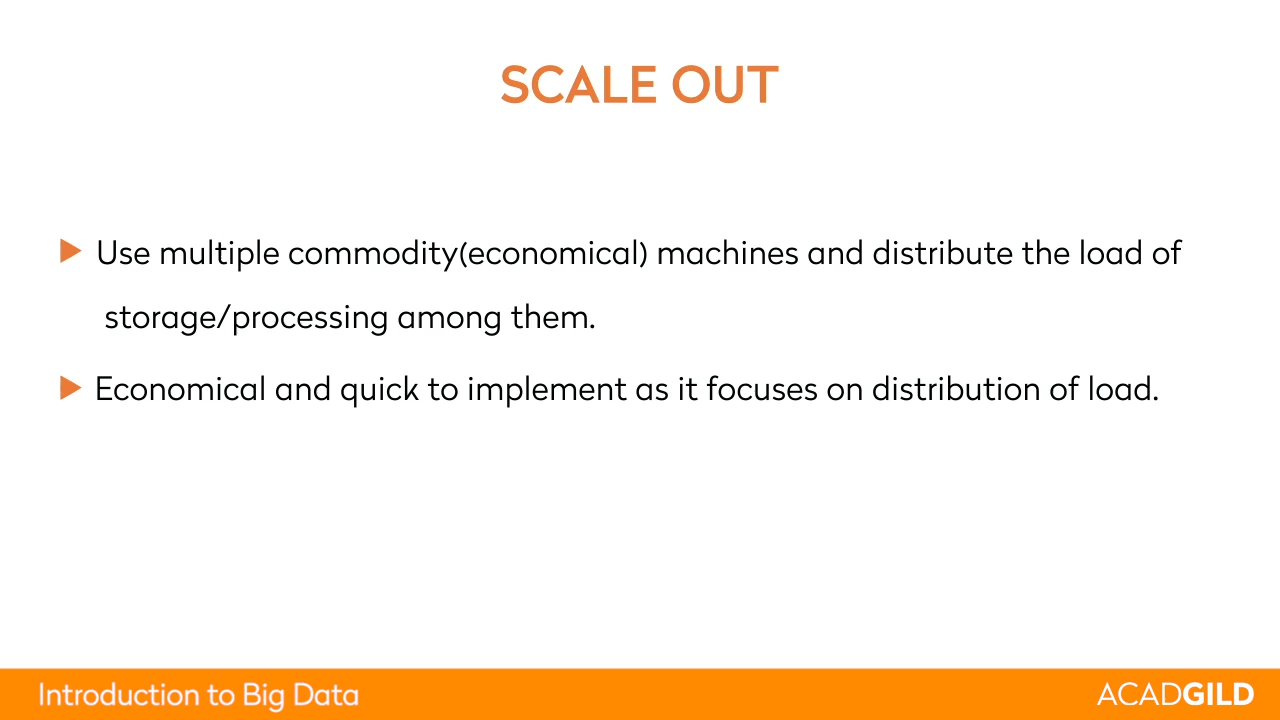 SCALE OUT
Use multiple commodity(economical) machines and distribute the load of
storage/processing among them.
Economical and quick to implement as it focuses on distribution of load.
Introduction to Big Data
ACADGILD